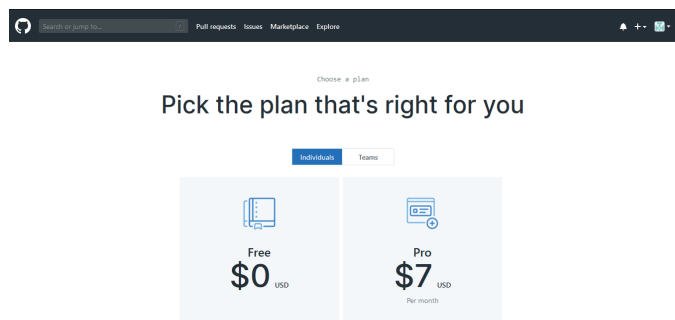 Search or jump to...
/
Pull requests Issues Marketplace Explore
Choose a plan
Pick the plan that's right for you
Individuals Teams
Free
$0 USD
Pro
$7 USD
Per month